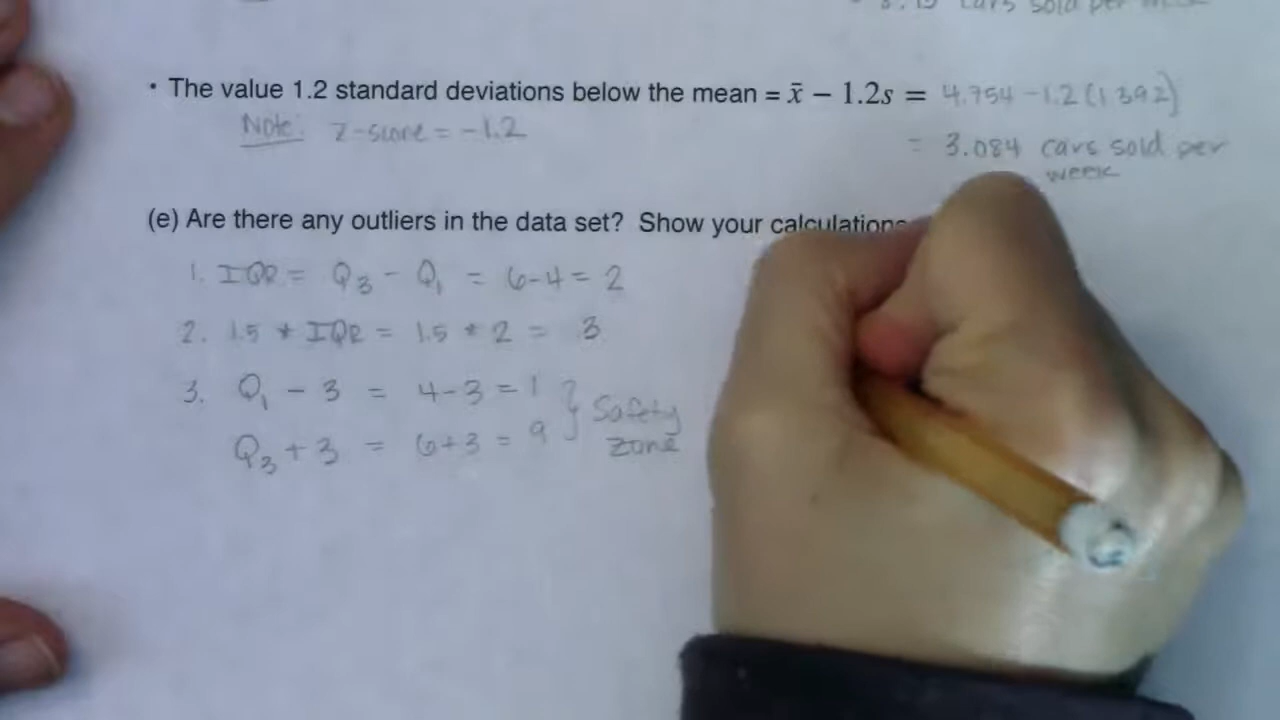 cars sold per
• The value 1.2 standard deviations below the mean = x̄ − 1.2s = 4.754 - 1.2 (1.392)
Note: z-score = -1.2
= 3.084 cars sold per
week
(e) Are there any outliers in the data set? Show your calculations
1. IQR = Q₃ - Q₁ = 6-4 = 2
2. 1.5 * IQR = 1.5 * 2 = 3
3. Q₁ - 3 = 4-3 = 1
Q₃ + 3 = 6+3 = 9
} Safety
zone